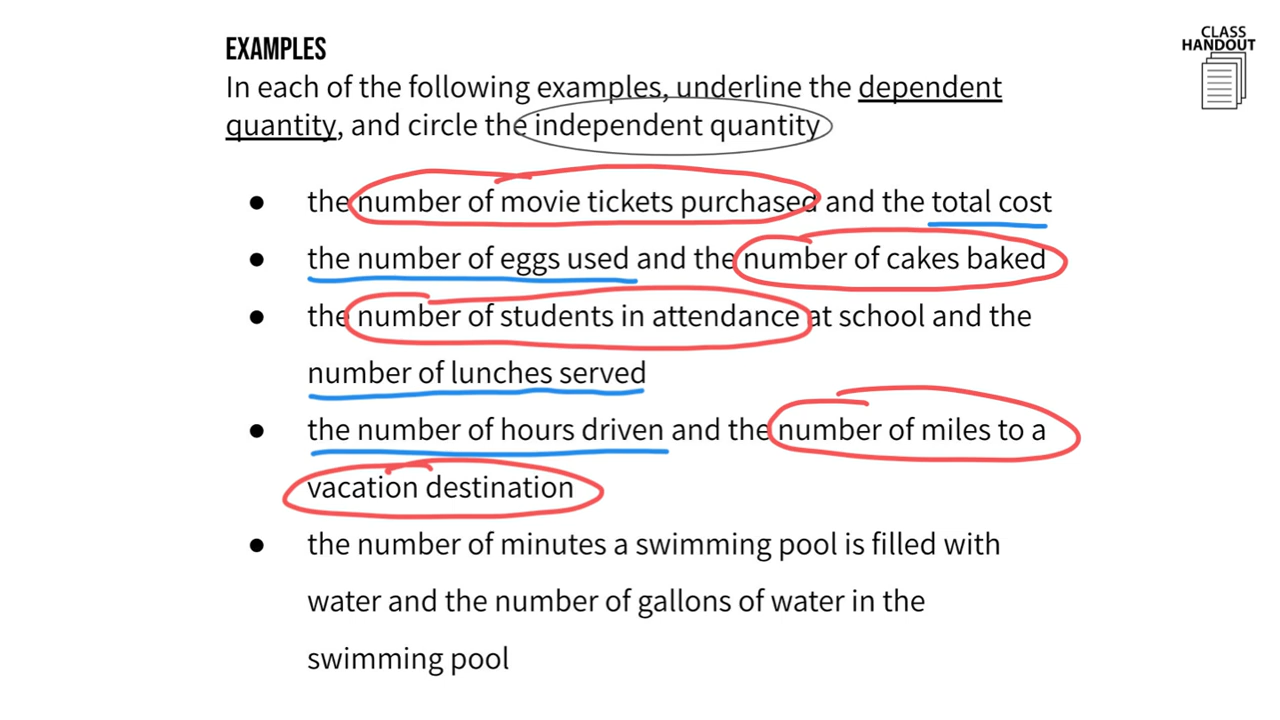 CLASS
HANDOUT
EXAMPLES
In each of the following examples, underline the dependent
quantity, and circle the independent quantity
● the number of movie tickets purchased and the total cost
● the number of eggs used and the number of cakes baked
● the number of students in attendance at school and the
number of lunches served
● the number of hours driven and the number of miles to a
vacation destination
● the number of minutes a swimming pool is filled with
water and the number of gallons of water in the
swimming pool